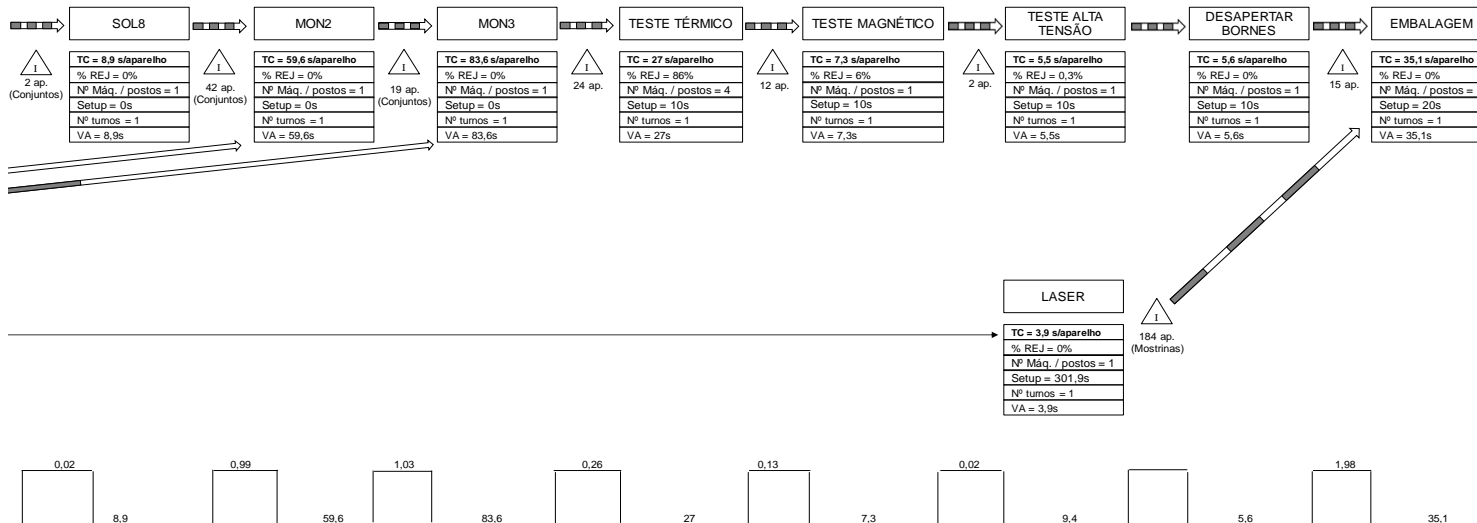 SOL8
MON2
MON3
TESTE TÉRMICO
TESTE MAGNÉTICO
TESTE ALTA
TENSÃO
DESAPERTAR
BORNES
EMBALAGEM
I
2 ap.
(Conjuntos)
TC = 8,9 s/aparelho
% REJ = 0%
Nº Máq. / postos = 1
Setup = 0s
Nº turnos = 1
VA = 8,9s
I
42 ap.
(Conjuntos)
TC = 59,6 s/aparelho
% REJ = 0%
Nº Máq. / postos = 1
Setup = 0s
Nº turnos = 1
VA = 59,6s
I
19 ap.
(Conjuntos)
TC = 83,6 s/aparelho
% REJ = 0%
Nº Máq. / postos = 1
Setup = 0s
Nº turnos = 1
VA = 83,6s
I
24 ap.
TC = 27 s/aparelho
% REJ = 86%
Nº Máq. / postos = 4
Setup = 10s
Nº turnos = 1
VA = 27s
I
12 ap.
TC = 7,3 s/aparelho
% REJ = 6%
Nº Máq. / postos = 1
Setup = 10s
Nº turnos = 1
VA = 7,3s
I
2 ap.
TC = 5,5 s/aparelho
% REJ = 0,3%
Nº Máq. / postos = 1
Setup = 10s
Nº turnos = 1
VA = 5,5s
TC = 5,6 s/aparelho
% REJ = 0%
Nº Máq. / postos = 1
Setup = 10s
Nº turnos = 1
VA = 5,6s
I
15 ap.
TC = 35,1 s/aparelho
% REJ = 0%
Nº Máq. / postos =
Setup = 20s
Nº turnos = 1
VA = 35,1s
LASER
TC = 3,9 s/aparelho
% REJ = 0%
Nº Máq. / postos = 1
Setup = 301,9s
Nº turnos = 1
VA = 3,9s
I
184 ap.
(Mostrinas)
0,02
0,99
1,03
0,26
0,13
0,02
1,98
8,9
59,6
83,6
27
7,3
9,4
5,6
35,1